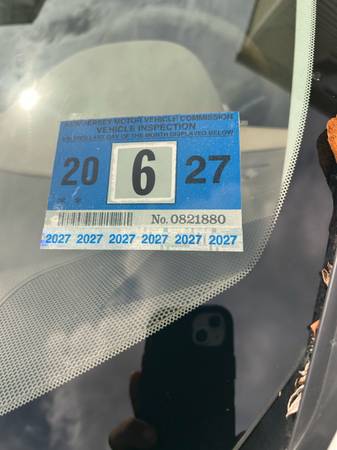 NEW JERSEY MOTOR VEHICLE COMMISSION
VEHICLE INSPECTION
VALID TO LAST DAY OF THE MONTH DISPLAYED BELOW
20 6 27
No. 0821880
2027 2027 2027 2027 2027 2027